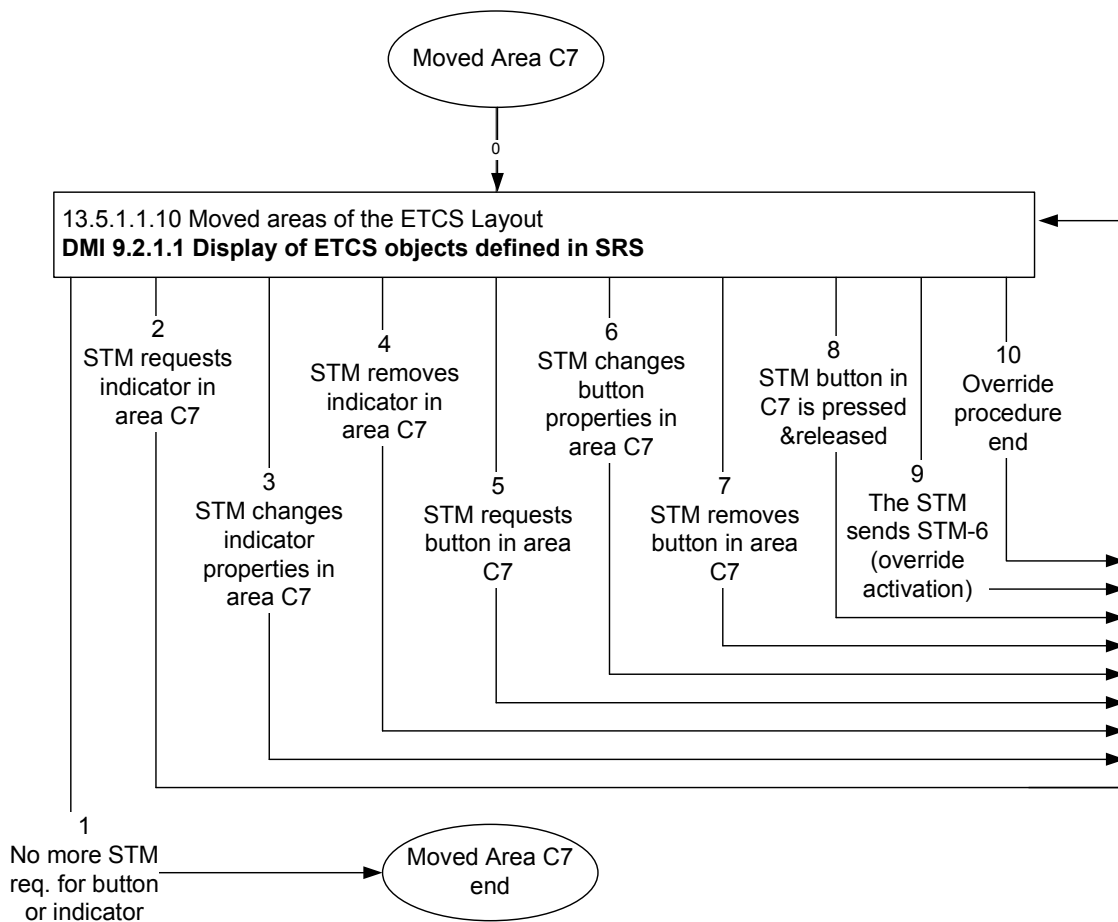 Moved Area C7
0
13.5.1.1.10 Moved areas of the ETCS Layout
DMI 9.2.1.1 Display of ETCS objects defined in SRS
2
STM requests
indicator in
area C7
4
STM removes
indicator in
area C7
6
STM changes
button
properties in
area C7
8
STM button in
C7 is pressed
&released
10
Override
procedure
end
3
STM changes
indicator
properties in
area C7
5
STM requests
button in area
C7
7
STM removes
button in area
C7
9
The STM
sends STM-6
(override
activation)
1
No more STM
req. for button
or indicator
Moved Area C7
end